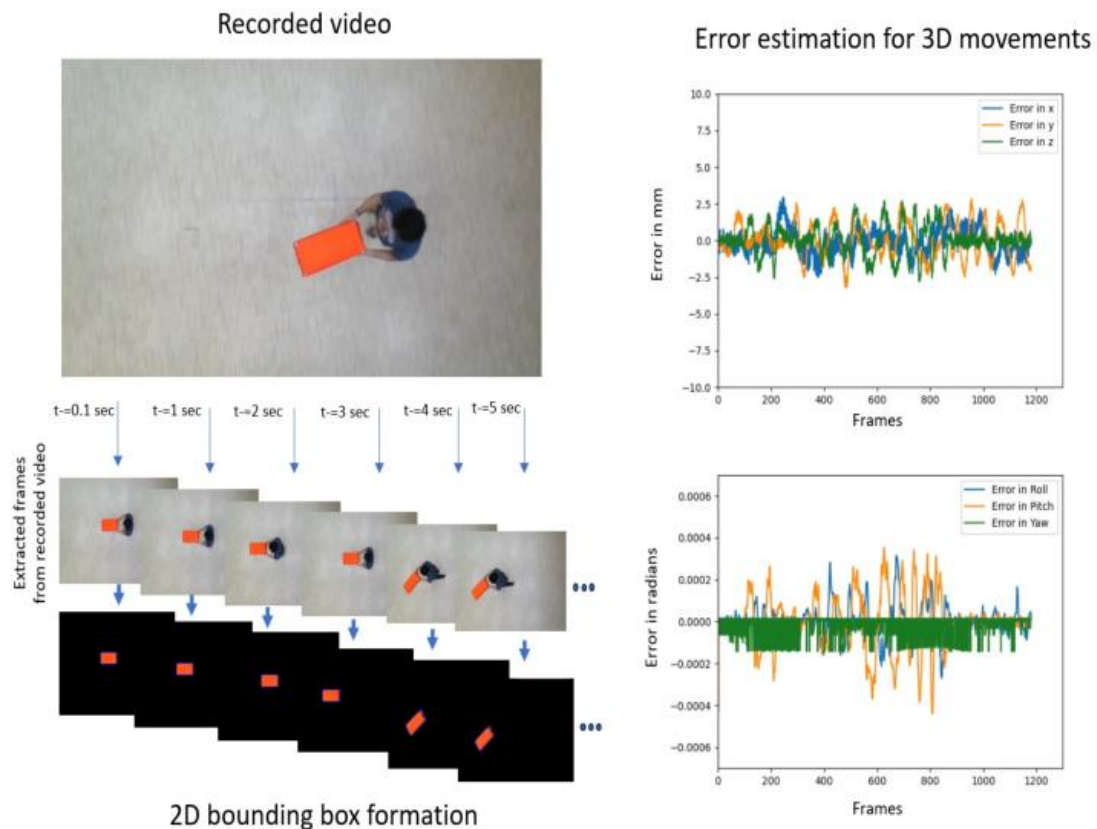 Recorded video
t-=0.1 sec
t-=1 sec
t-=2 sec
t-=3 sec
t-=4 sec
t-=5 sec
Extracted frames
from recorded video
2D bounding box formation
Error estimation for 3D movements
Error in x
Error in y
Error in z
Error in mm
10.0
7.5
5.0
2.5
0.0
−2.5
−5.0
−7.5
−10.0
0
200
400
600
800
1000
1200
Frames
Error in Roll
Error in Pitch
Error in Yaw
Error in radians
0.0006
0.0004
0.0002
0.0000
−0.0002
−0.0004
−0.0006
0
200
400
600
800
1000
1200
Frames